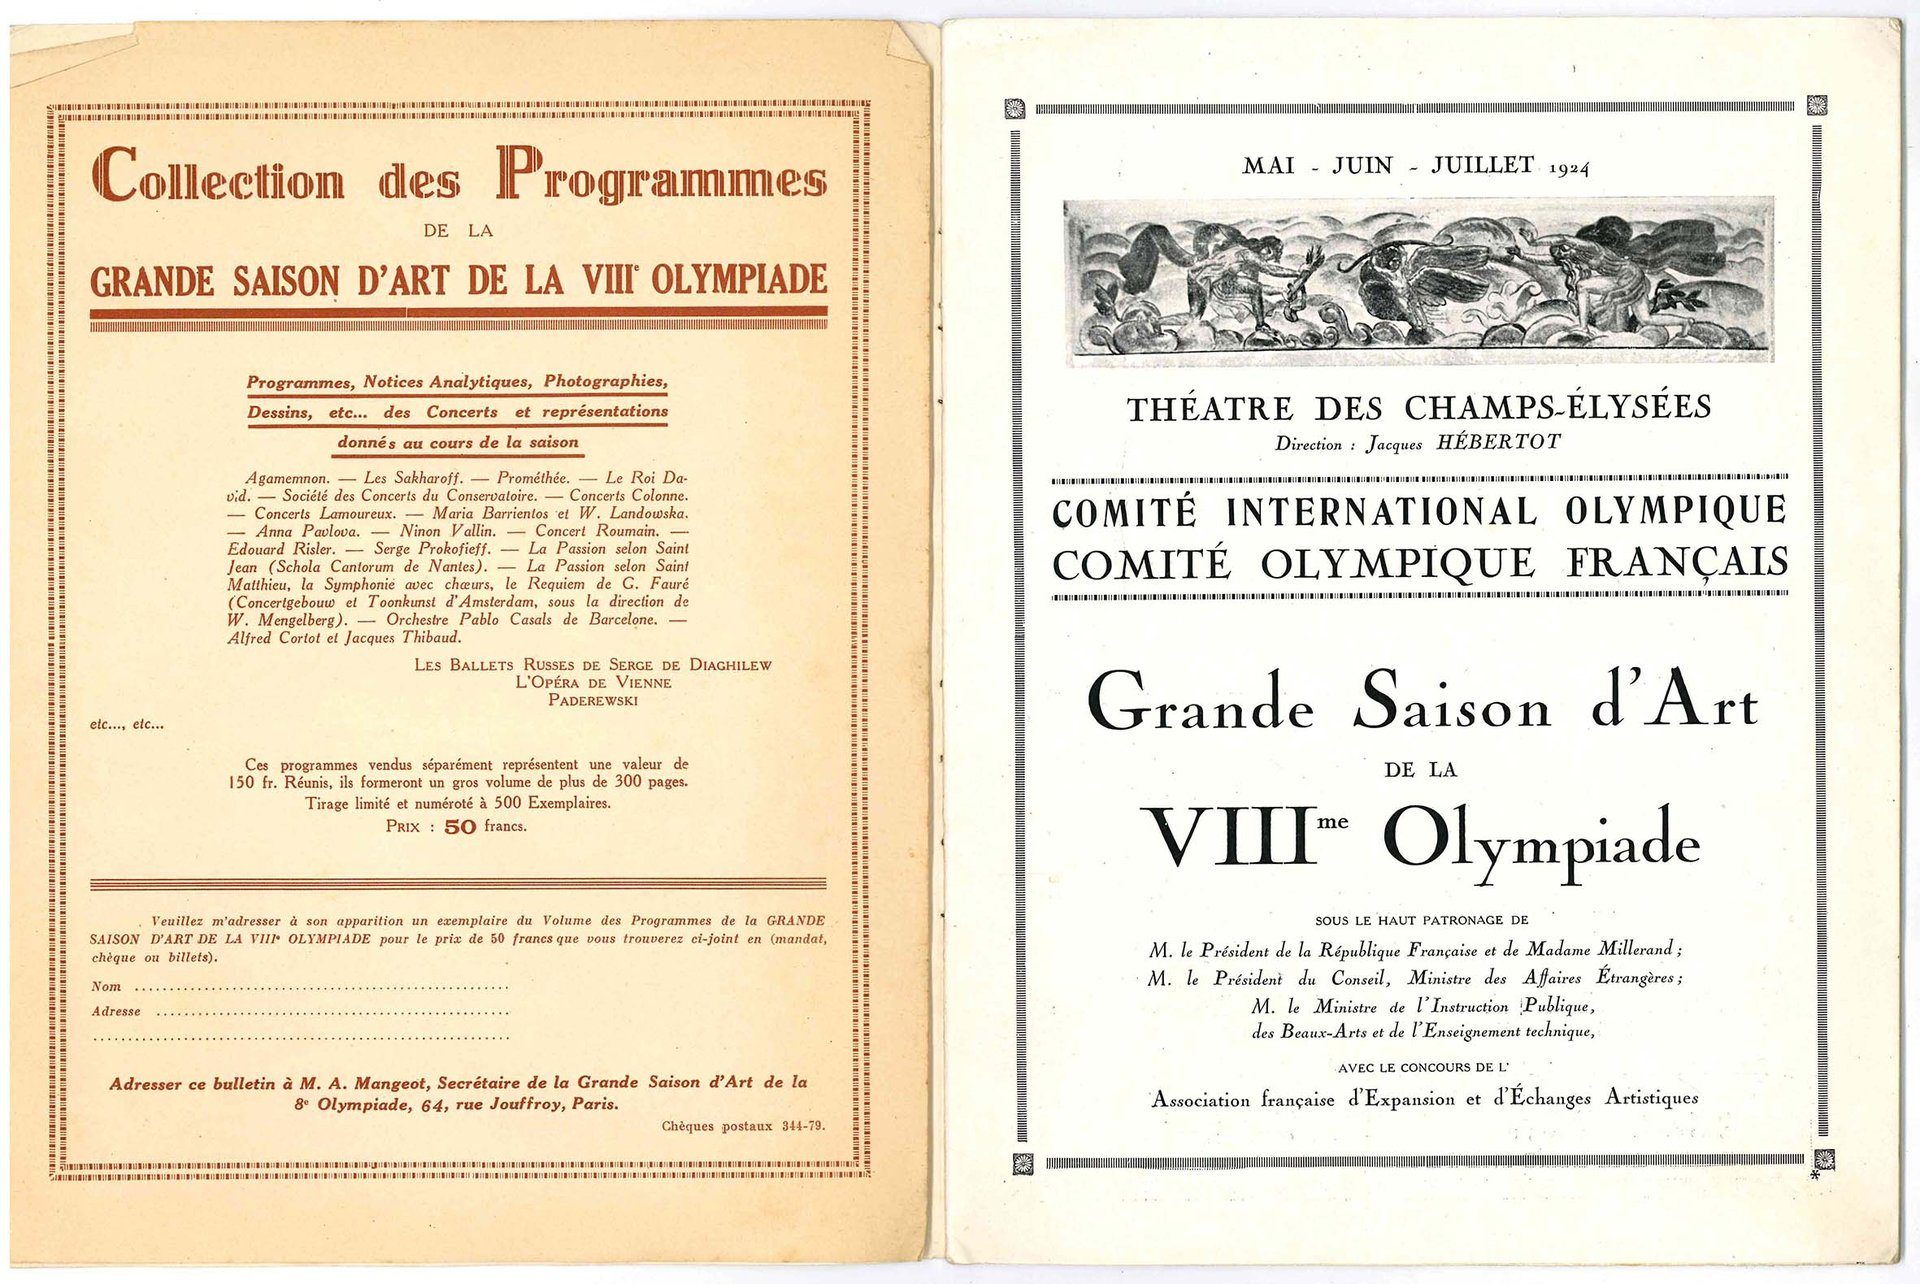 Collection des Programmes
DE LA
GRANDE SAISON D'ART DE LA VIIIe OLYMPIADE
Programmes, Notices Analytiques, Photographies,
Dessins, etc... des Concerts et représentations
donnés au cours de la saison
Agamemnon. — Les Sakharoff. — Prométhée. — Le Roi Da-
vid. — Société des Concerts du Conservatoire. — Concerts Colonne.
— Concerts Lamoureux. — Maria Barrientos et W. Landowska.
— Anna Pavlova. — Ninon Vallin. — Concert Roumain. —
Edouard Risler. — Serge Prokofieff. — La Passion selon Saint
Jean (Schola Cantorum de Nantes). — La Passion selon Saint
Matthieu, la Symphonie avec chœurs, le Requiem de G. Fauré
(Concertgebouw et Toonkunst d'Amsterdam, sous la direction de
W. Mengelberg). — Orchestre Pablo Casals de Barcelone. —
Alfred Cortot et Jacques Thibaud.
LES BALLETS RUSSES DE SERGE DE DIAGHILEW
L'OPÉRA DE VIENNE
PADEREWSKI
etc..., etc...
Ces programmes vendus séparément représentent une valeur de
150 fr. Réunis, ils formeront un gros volume de plus de 300 pages.
Tirage limité et numéroté à 500 Exemplaires.
PRIX : 50 francs.
Veuillez m'adresser à son apparition un exemplaire du Volume des Programmes de la GRANDE
SAISON D'ART DE LA VIIIe OLYMPIADE pour le prix de 50 francs que vous trouverez ci-joint en (mandat,
chèque ou billets).
Nom
Adresse
Adresser ce bulletin à M. A. Mangeot, Secrétaire de la Grande Saison d'Art de la
8e Olympiade, 64, rue Jouffroy, Paris.
Chèques postaux 344-79.
MAI - JUIN - JUILLET 1924
THÉATRE DES CHAMPS-ÉLYSÉES
Direction : Jacques HÉBERTOT
COMITÉ INTERNATIONAL OLYMPIQUE
COMITÉ OLYMPIQUE FRANÇAIS
Grande Saison d'Art
DE LA
VIIIme Olympiade
SOUS LE HAUT PATRONAGE DE
M. le Président de la République Française et de Madame Millerand ;
M. le Président du Conseil, Ministre des Affaires Étrangères ;
M. le Ministre de l'Instruction Publique,
des Beaux-Arts et de l'Enseignement technique,
AVEC LE CONCOURS DE L'
Association française d'Expansion et d'Échanges Artistiques
*